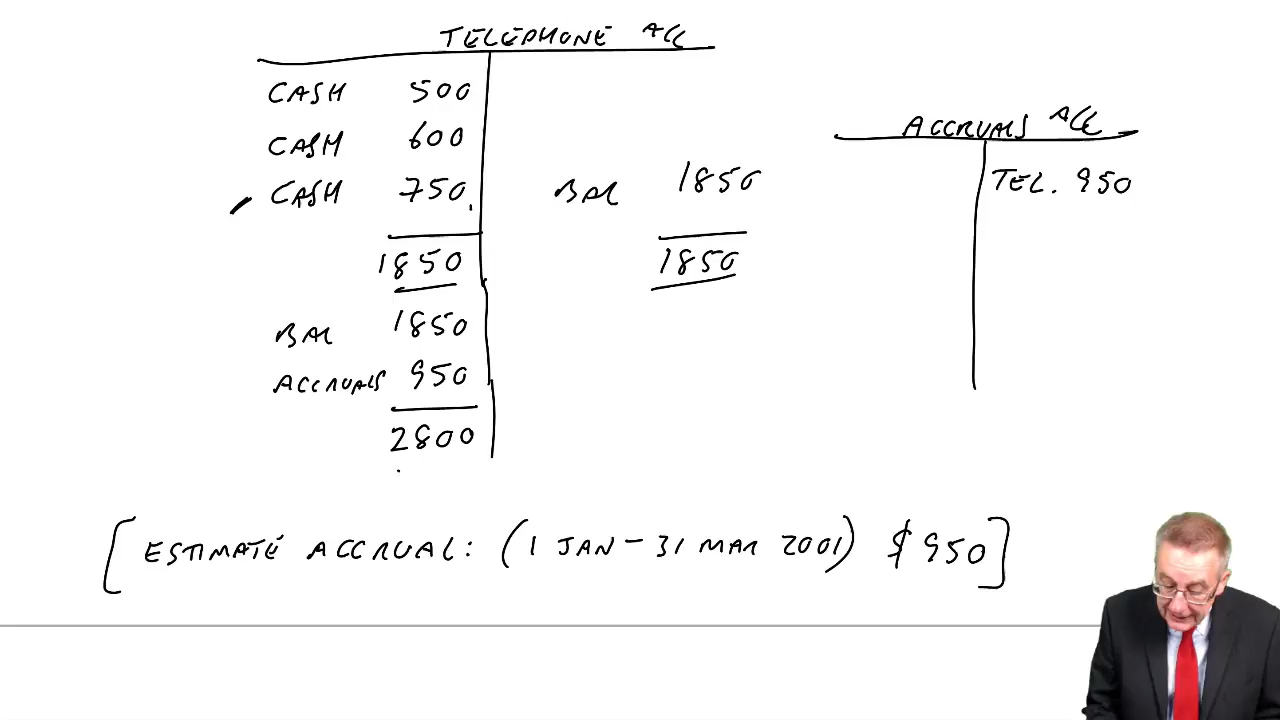 TELEPHONE A/C
CASH 500
CASH 600
CASH 750 BAL 1850
1850 1850
BAL 1850
ACCRUALS 950
2800
ACCRUALS A/C
TEL. 950
[ESTIMATE ACCRUAL: (1 JAN – 31 MAR 2001) $ 950]